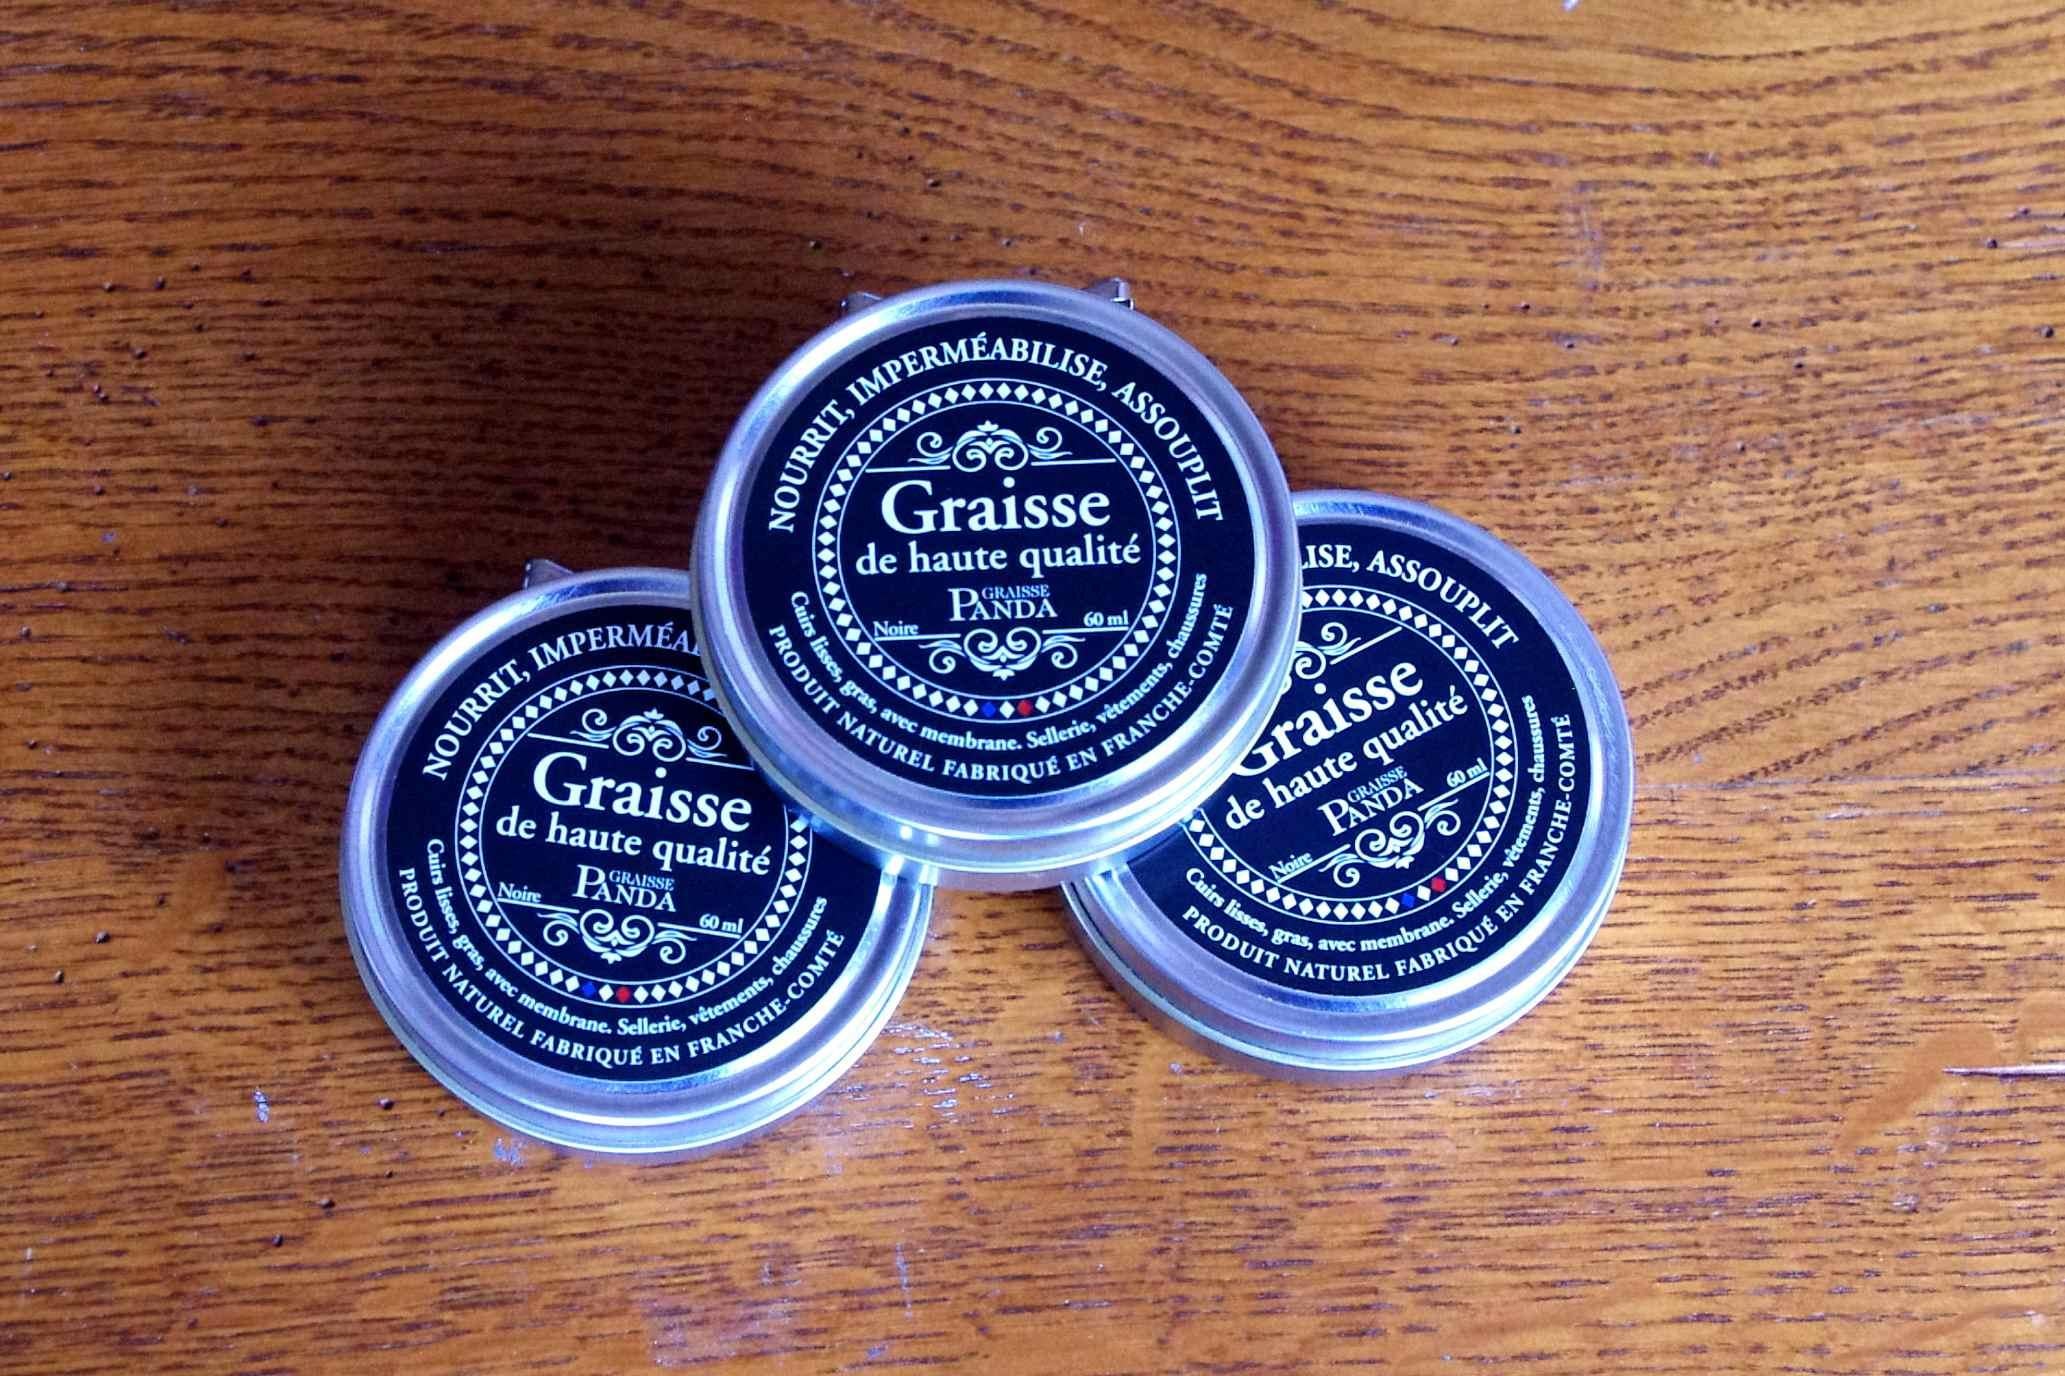 NOURRIT, IMPERMÉABILISE, ASSOUPLIT
Graisse
de haute qualité
GRAISSE
PANDA
Noire
60 ml
Cuirs lisses, gras, avec membrane. Sellerie, vêtements, chaussures
PRODUIT NATUREL FABRIQUÉ EN FRANCHE-COMTÉ
NOURRIT, IMPERMÉA
Graisse
de haute qualité
GRAISSE
PANDA
Noire
60 ml
Cuirs lisses, gras, avec membrane. Sellerie, vêtements, chaussures
PRODUIT NATUREL FABRIQUÉ EN FRANCHE-COMTÉ
LISE, ASSOUPLIT
Graisse
de haute qualité
GRAISSE
PANDA
Noire
60 ml
Cuirs lisses, gras, avec membrane. Sellerie, vêtements, chaussures
PRODUIT NATUREL FABRIQUÉ EN FRANCHE-COMTÉ